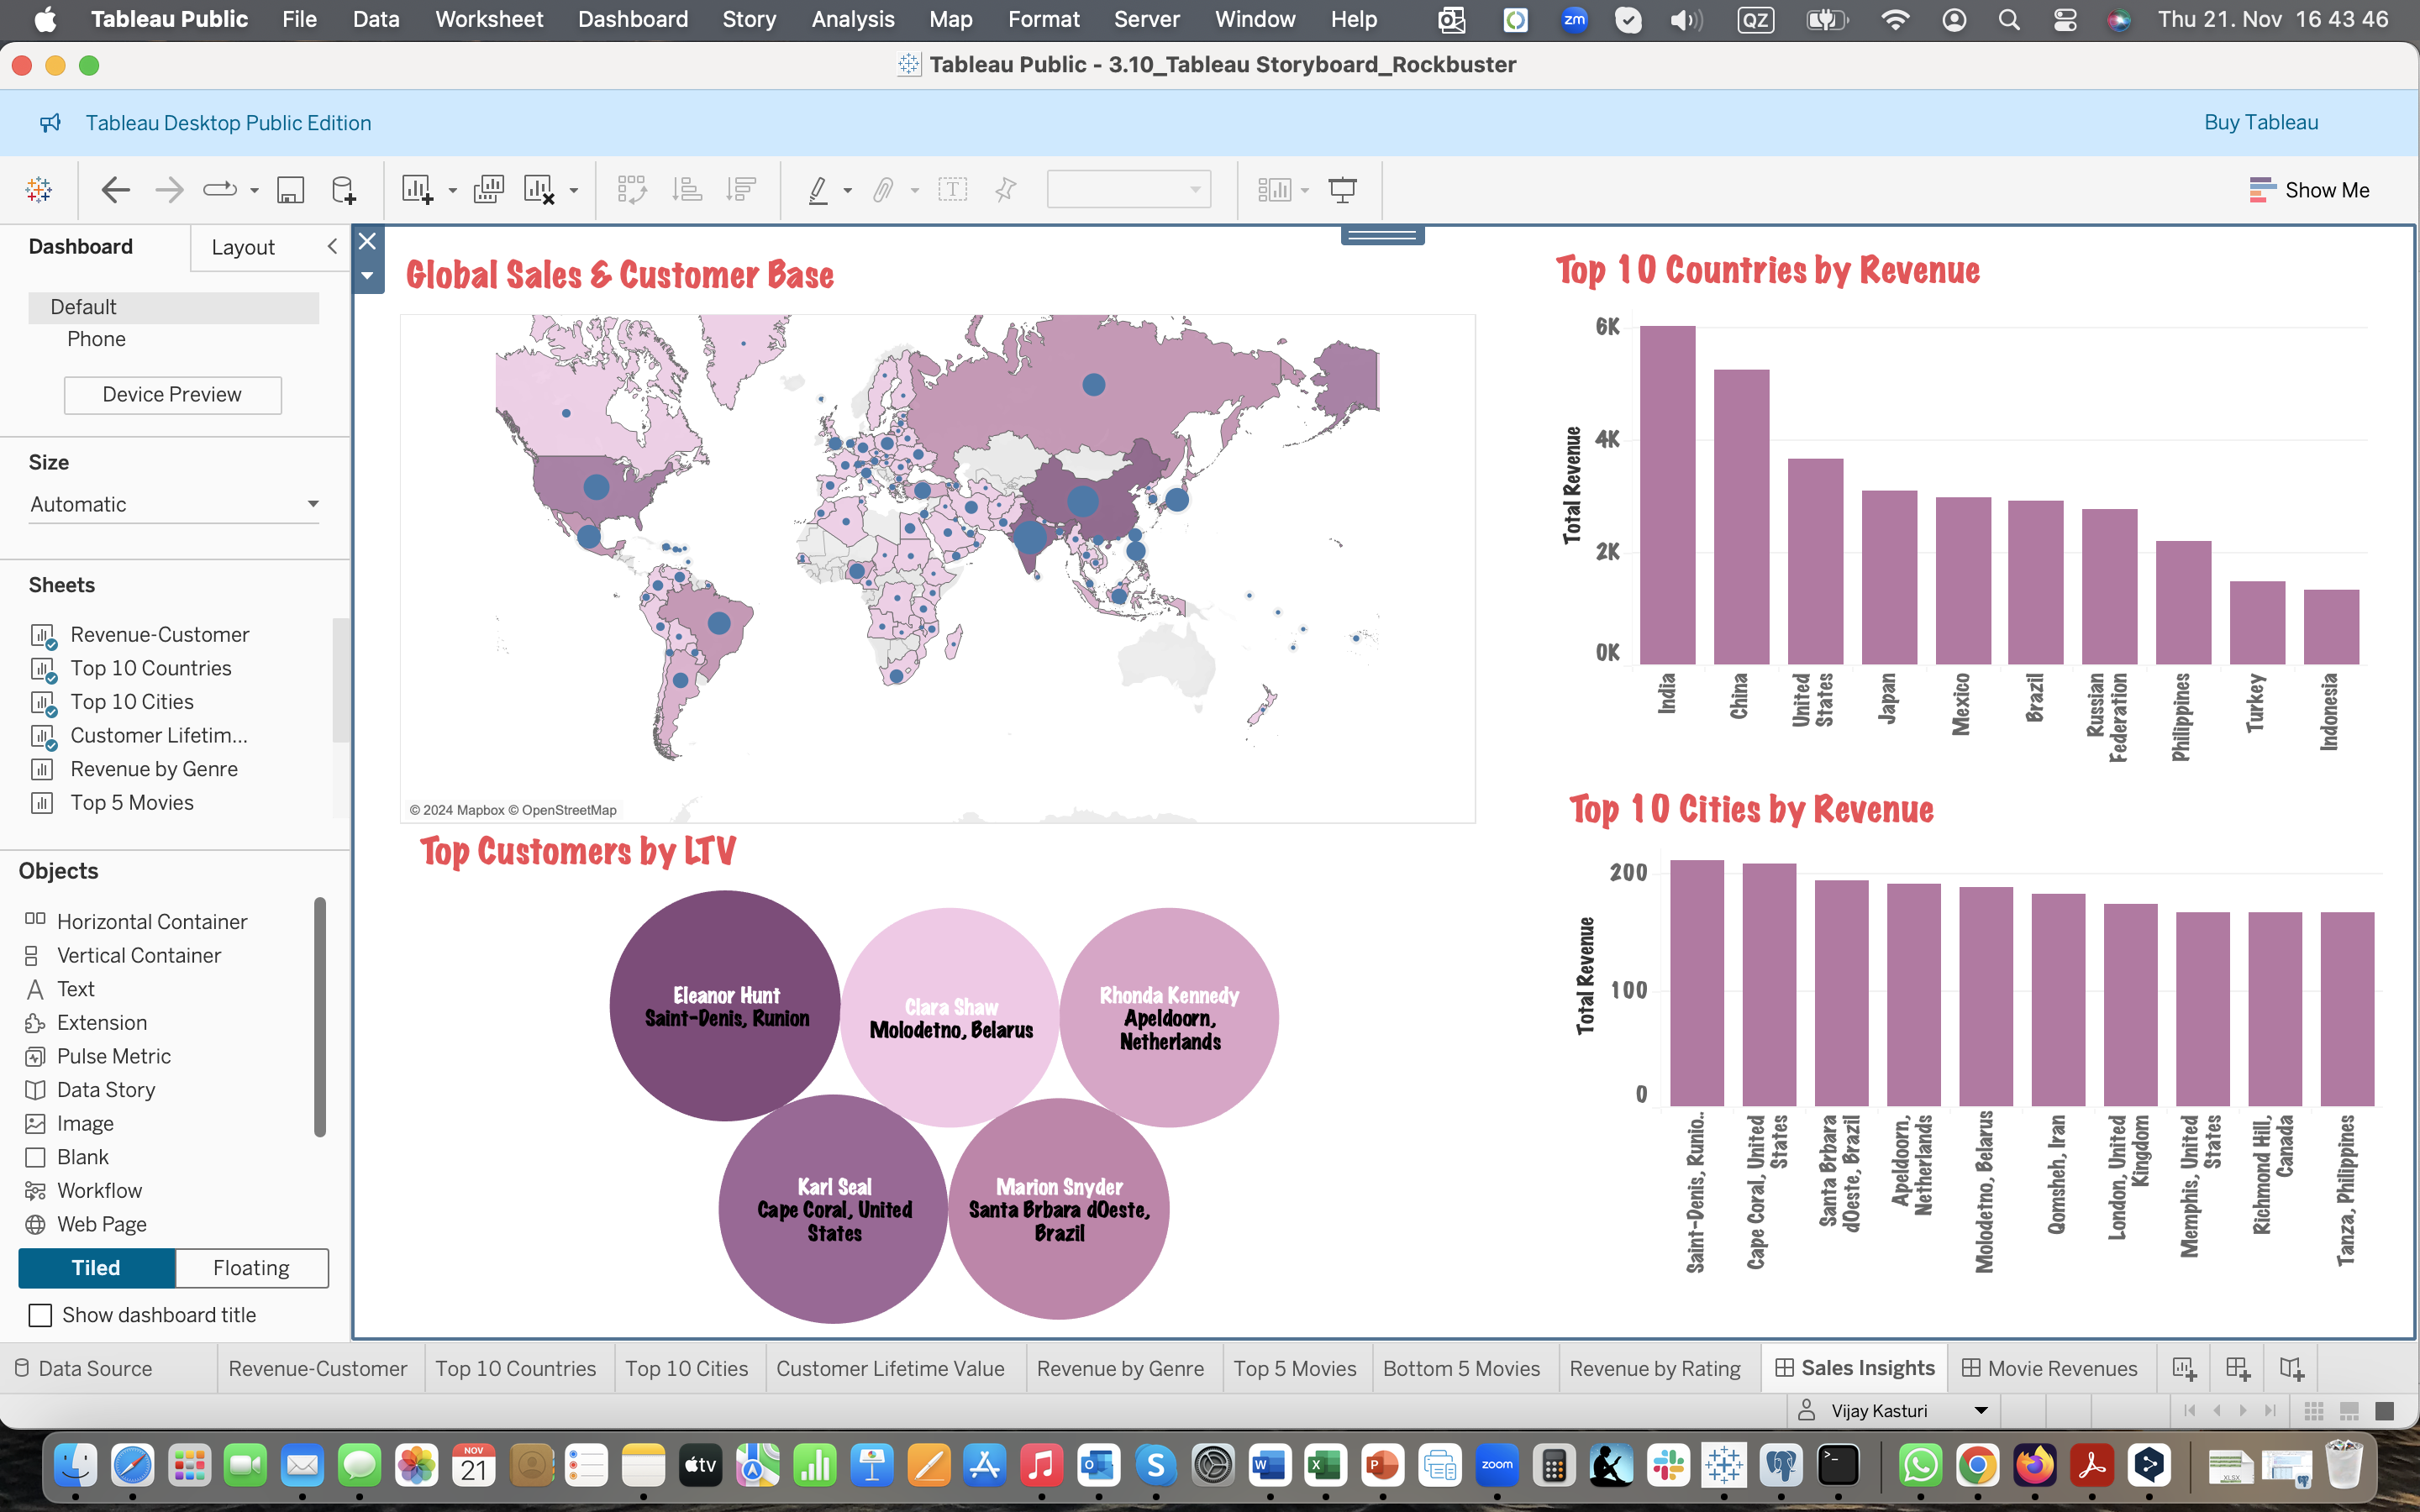 Tableau Public File Data Worksheet Dashboard Story Analysis Map Format Server Window Help
zm
QZ
Thu 21. Nov 16 43 46
Tableau Public - 3.10_Tableau Storyboard_Rockbuster
Tableau Desktop Public Edition
Buy Tableau
Show Me
Dashboard
Layout
Default
Phone
Device Preview
Size
Automatic
Sheets
Revenue-Customer
Top 10 Countries
Top 10 Cities
Customer Lifetim...
Revenue by Genre
Top 5 Movies
Objects
Horizontal Container
Vertical Container
Text
Extension
Pulse Metric
Data Story
Image
Blank
Workflow
Web Page
Tiled
Floating
Show dashboard title
Global Sales & Customer Base
© 2024 Mapbox © OpenStreetMap
Top Customers by LTV
Eleanor Hunt
Saint-Denis, Runion
Clara Shaw
Molodetno, Belarus
Rhonda Kennedy
Apeldoorn,
Netherlands
Karl Seal
Cape Coral, United
States
Marion Snyder
Santa Brbara dOeste,
Brazil
Top 10 Countries by Revenue
Total Revenue
6K
4K
2K
0K
India
China
United
States
Japan
Mexico
Brazil
Russian
Federation
Philippines
Turkey
Indonesia
Top 10 Cities by Revenue
Total Revenue
200
100
0
Saint-Denis, Runio..
Cape Coral, United
States
Santa Brbara
dOeste, Brazil
Apeldoorn,
Netherlands
Molodetno, Belarus
Qomsheh, Iran
London, United
Kingdom
Memphis, United
States
Richmond Hill,
Canada
Tanza, Philippines
Data Source
Revenue-Customer
Top 10 Countries
Top 10 Cities
Customer Lifetime Value
Revenue by Genre
Top 5 Movies
Bottom 5 Movies
Revenue by Rating
Sales Insights
Movie Revenues
Vijay Kasturi
NOV
21
tv
zoom
XLSX